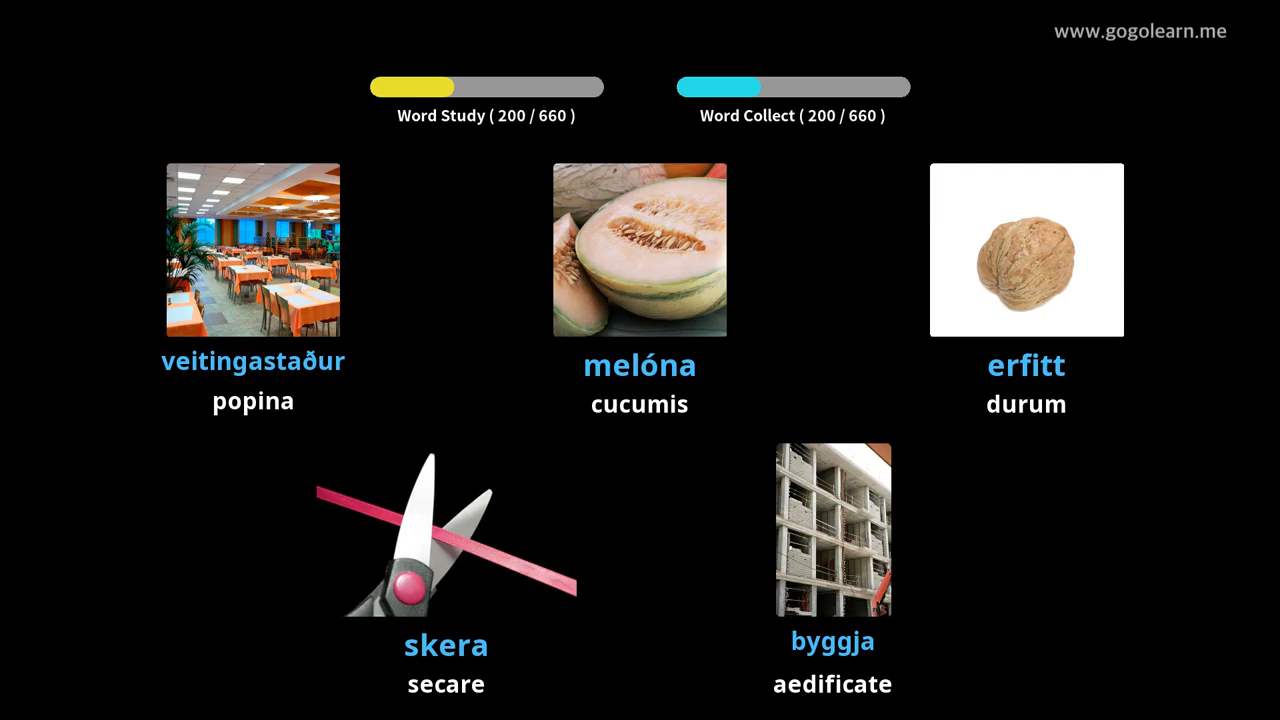 www.gogolearn.me
Word Study ( 200 / 660 )
Word Collect ( 200 / 660 )
veitingastaður
popina
melóna
cucumis
erfitt
durum
skera
secare
byggja
aedificate